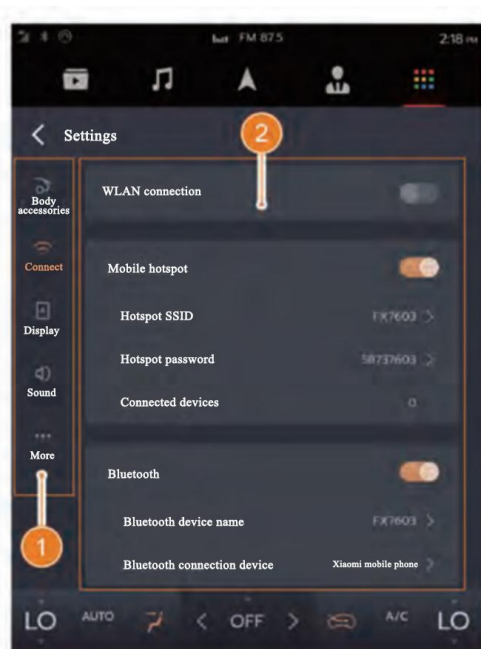 FM 87.5
2:18 PM
Settings
2
Body
accessories
WLAN connection
Connect
Mobile hotspot
Hotspot SSID
FX7603
Display
Hotspot password
58737603
Sound
Connected devices
0
More
Bluetooth
1
Bluetooth device name
FX7603
Bluetooth connection device
Xiaomi mobile phone
LO
AUTO
OFF
A/C
LO